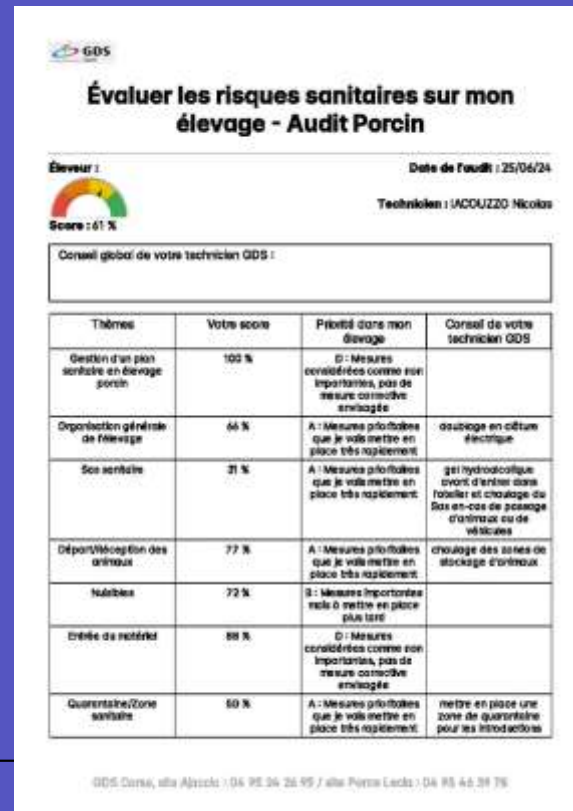 GDS
Évaluer les risques sanitaires sur mon
élevage - Audit Porcin
Éleveur :
Date de l'audit : 25/06/24
Technicien : IACOUZZO Nicolas
Score : 61 %
Conseil global de votre technicien GDS :
Thèmes
Votre score
Priorité dans mon
élevage
Conseil de votre
technicien GDS
Gestion d'un plan
sanitaire en élevage
porcin
100 %
D : Mesures
considérées comme non
importantes, pas de
mesure corrective
envisagée
Organisation générale
de l'élevage
66 %
A : Mesures prioritaires
que je vais mettre en
place très rapidement
doublage en clôture
électrique
Sas sanitaire
31 %
A : Mesures prioritaires
que je vais mettre en
place très rapidement
gel hydroalcolique
avant d'entrer dans
l'atelier et chaulage du
Sas en-cas de passage
d'animaux ou de
véhicules
Départ/Réception des
animaux
77 %
A : Mesures prioritaires
que je vais mettre en
place très rapidement
chaulage des zones de
stockage d'animaux
Nuisibles
72 %
B : Mesures importantes
mais à mettre en place
plus tard
Entrée du matériel
88 %
D : Mesures
considérées comme non
importantes, pas de
mesure corrective
envisagée
Quarantaine/Zone
sanitaire
50 %
A : Mesures prioritaires
que je vais mettre en
place très rapidement
mettre en place une
zone de quarantaine
pour les introductions
GDS Corse, site Ajaccio : 04 95 24 26 95 / site Ponte Leccia : 04 95 46 39 78